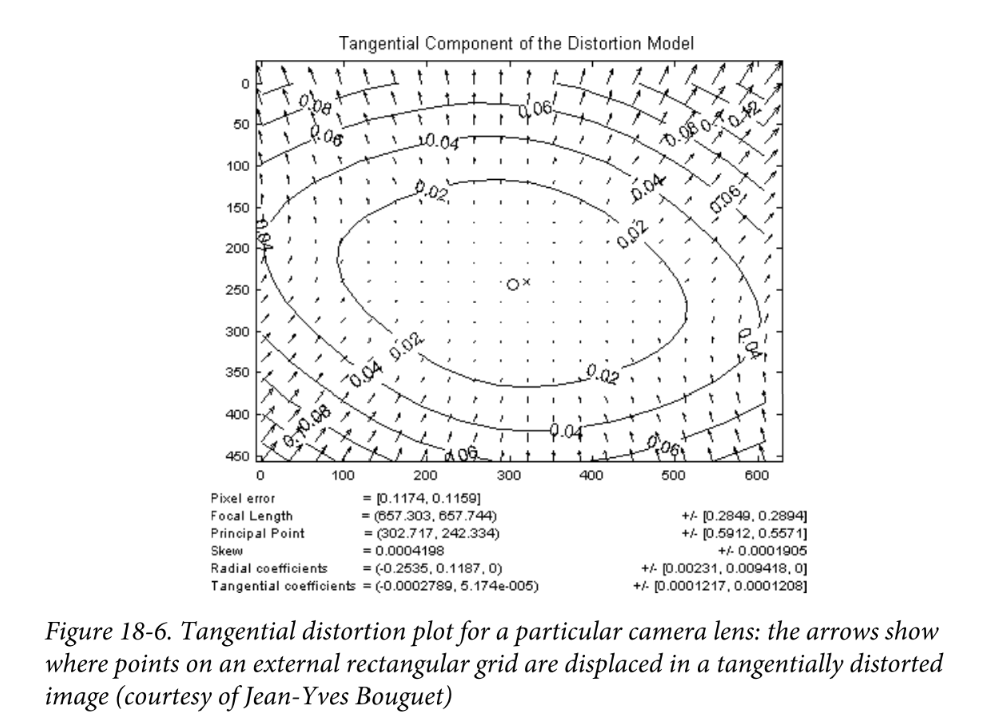 Tangential Component of the Distortion Model
0
50
100
150
200
250
300
350
400
450
0.08
0.06
0.04
0.02
0.06
0.08
0.1
0.12
0.04
0.06
0.02
0.04
0.02
0.04
0.08
0.1
0.02
0.04
0.04
0.06
0.06
0 100 200 300 400 500 600
Pixel error = [0.1174, 0.1159]
Focal Length = (657.303, 657.744) +/- [0.2849, 0.2894]
Principal Point = (302.717, 242.334) +/- [0.5912, 0.5571]
Skew = 0.0004198 +/- 0.0001905
Radial coefficients = (-0.2535, 0.1187, 0) +/- [0.00231, 0.009418, 0]
Tangential coefficients = (-0.0002789, 5.174e-005) +/- [0.0001217, 0.0001208]
Figure 18-6. Tangential distortion plot for a particular camera lens: the arrows show
where points on an external rectangular grid are displaced in a tangentially distorted
image (courtesy of Jean-Yves Bouguet)